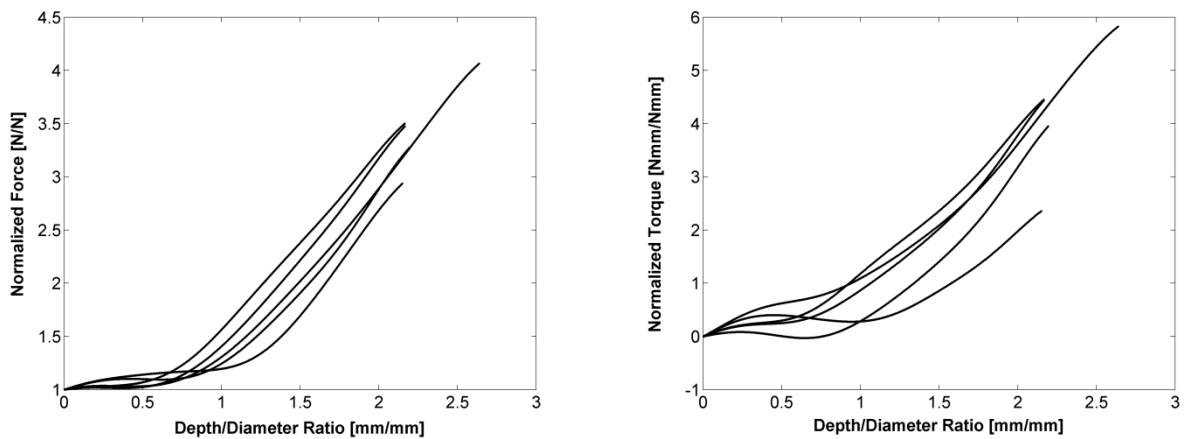 4.5
4
3.5
3
2.5
2
1.5
1
Normalized Force [N/N]
0 0.5 1 1.5 2 2.5 3
Depth/Diameter Ratio [mm/mm]
6
5
4
3
2
1
0
-1
Normalized Torque [Nmm/Nmm]
0 0.5 1 1.5 2 2.5 3
Depth/Diameter Ratio [mm/mm]